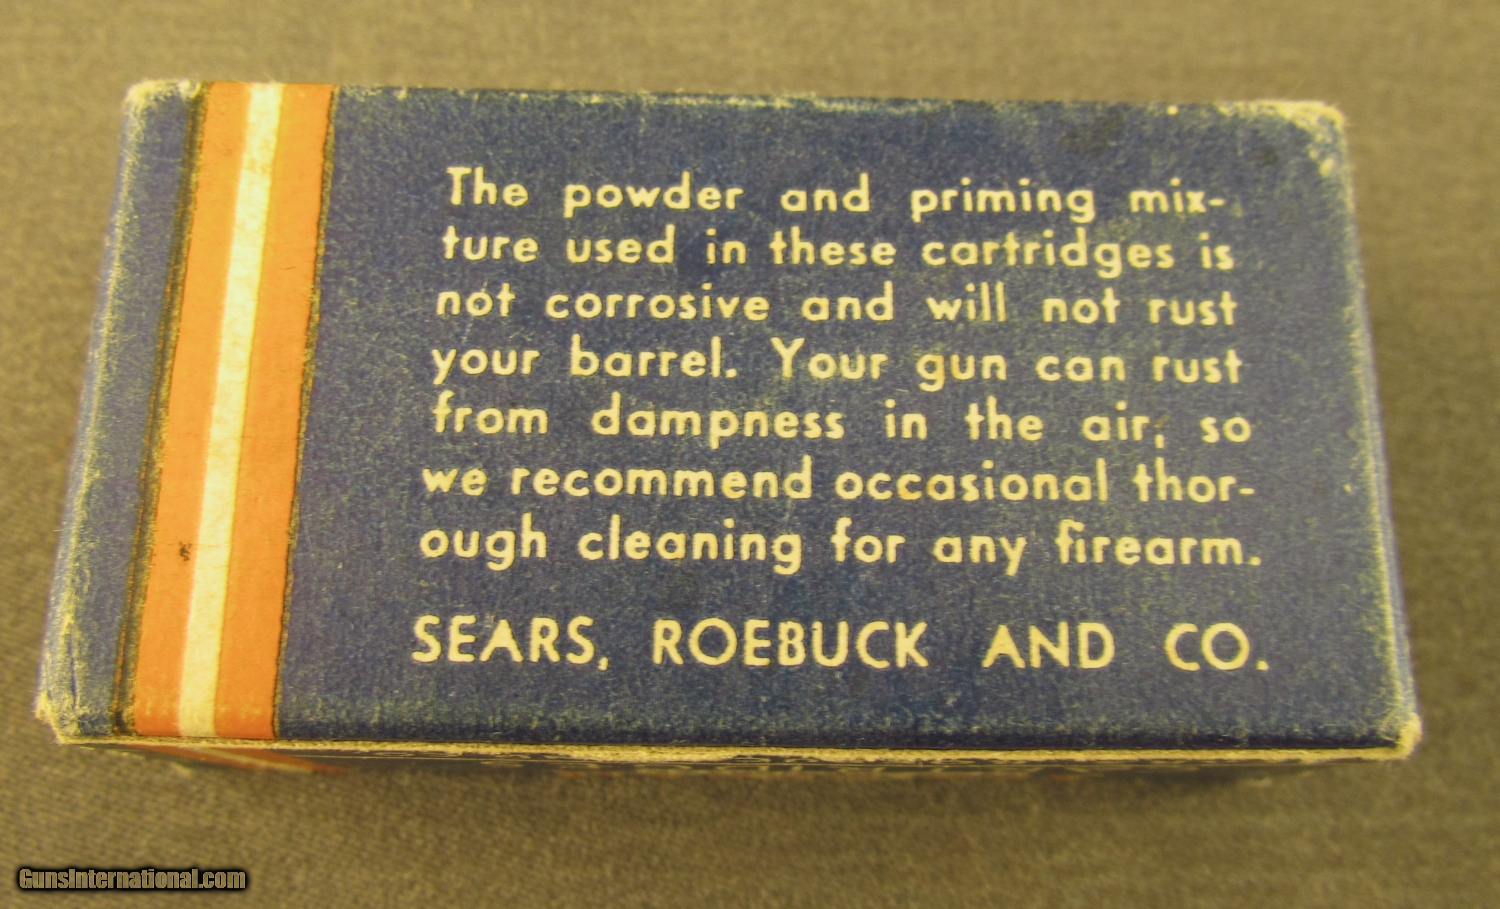 The powder and priming mix-
ture used in these cartridges is
not corrosive and will not rust
your barrel. Your gun can rust
from dampness in the air, so
we recommend occasional thor-
ough cleaning for any firearm.
SEARS, ROEBUCK AND CO.
GunsInternational.com